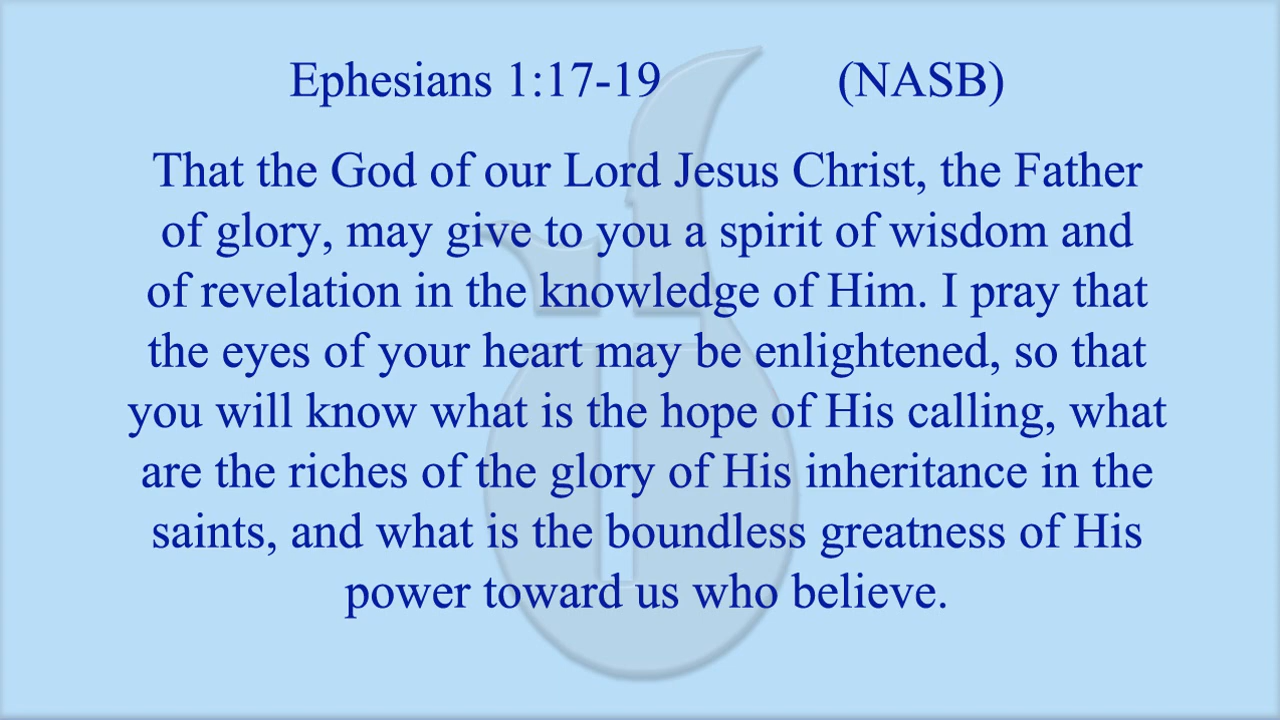 Ephesians 1:17-19 (NASB)
That the God of our Lord Jesus Christ, the Father
of glory, may give to you a spirit of wisdom and
of revelation in the knowledge of Him. I pray that
the eyes of your heart may be enlightened, so that
you will know what is the hope of His calling, what
are the riches of the glory of His inheritance in the
saints, and what is the boundless greatness of His
power toward us who believe.